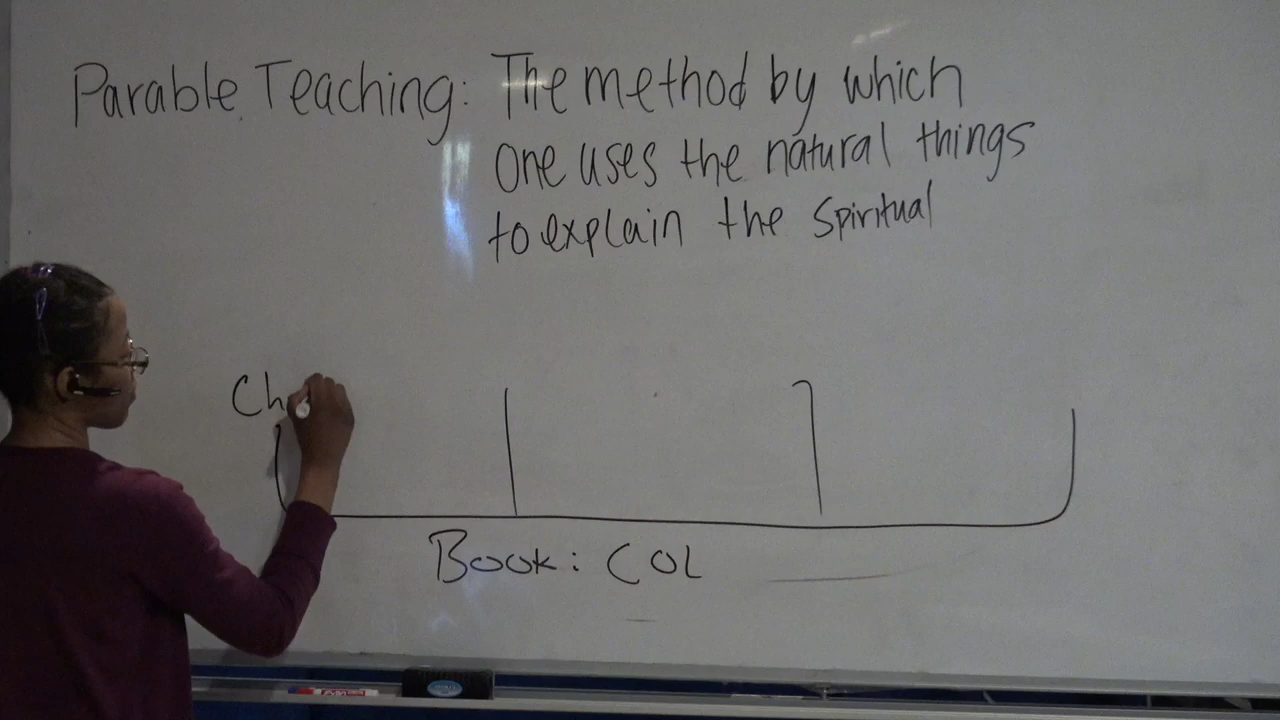 Parable Teaching: The method by which
one uses the natural things
to explain the spiritual
Ch
Book: COL